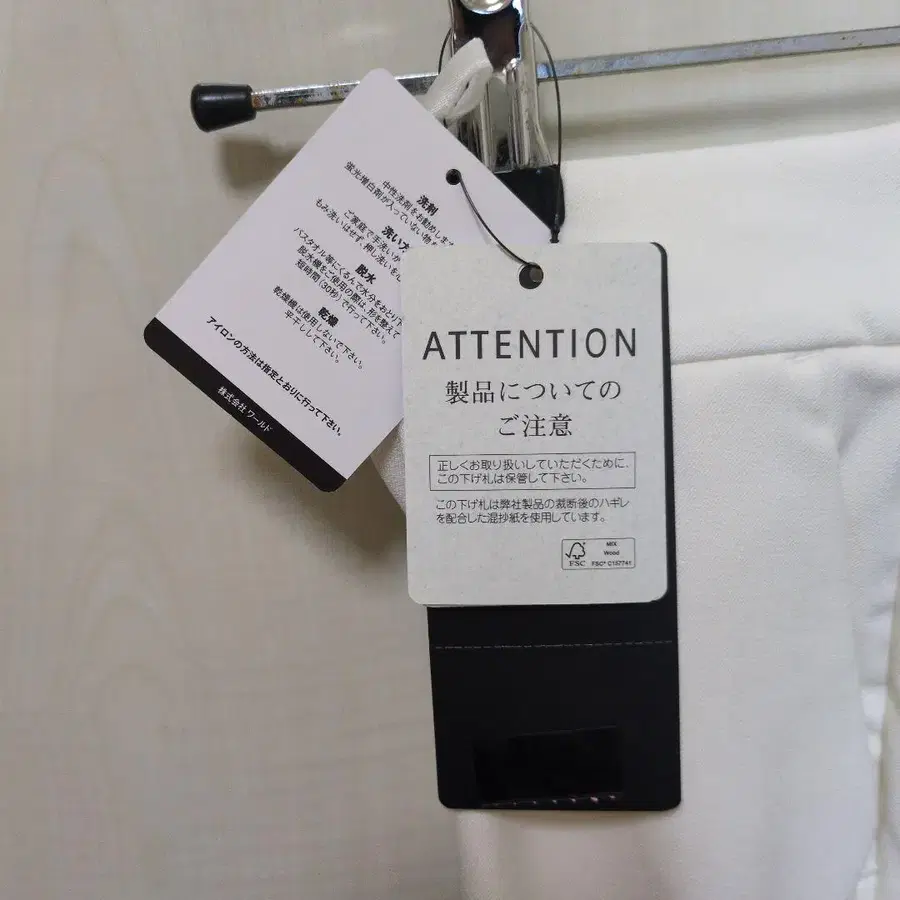 洗剤
中性洗剤をお勧めします
蛍光増白剤が入っていない物を
洗い方
ご家庭で手洗いが
もみ洗いはせず、押し洗いを
脱水
バスタオル等にくるんで水分をおとり下
脱水機をご使用の際は、形を整えて
短時間(30秒)で行って下さい。
乾燥
乾燥機は使用しないで下さい。
平干しして下さい。
アイロンの方法は指定とおりに行って下さい。
株式会社 ワールド
ATTENTION
製品についての
ご注意
正しくお取り扱いしていただくために、
この下げ札は保管して下さい。
この下げ札は弊社製品の裁断後のハギレ
を配合した混抄紙を使用しています。
FSC
MIX
Wood
FSC® C157741